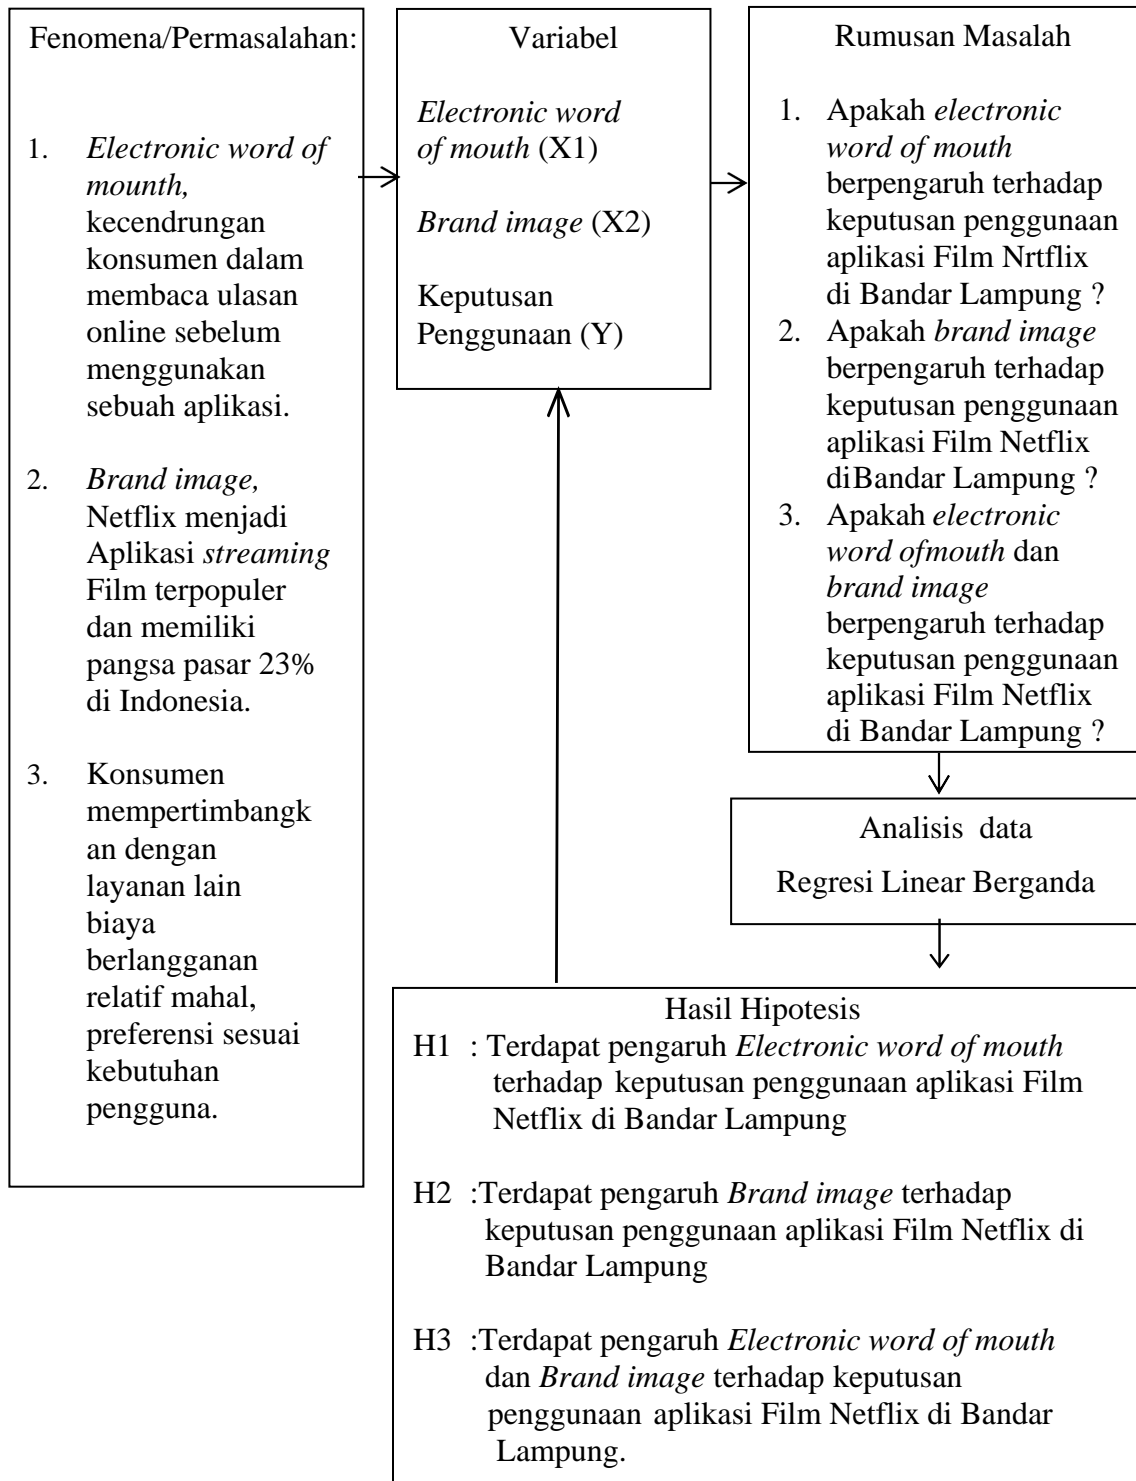 Fenomena/Permasalahan:
1. Electronic word of
mounth,
kecendrungan
konsumen dalam
membaca ulasan
online sebelum
menggunakan
sebuah aplikasi.
2. Brand image,
Netflix menjadi
Aplikasi streaming
Film terpopuler
dan memiliki
pangsa pasar 23%
di Indonesia.
3. Konsumen
mempertimbangk
an dengan
layanan lain
biaya
berlangganan
relatif mahal,
preferensi sesuai
kebutuhan
pengguna.
Variabel
Electronic word
of mouth (X1)
Brand image (X2)
Keputusan
Penggunaan (Y)
Rumusan Masalah
1. Apakah electronic
word of mouth
berpengaruh terhadap
keputusan penggunaan
aplikasi Film Nrtflix
di Bandar Lampung ?
2. Apakah brand image
berpengaruh terhadap
keputusan penggunaan
aplikasi Film Netflix
diBandar Lampung ?
3. Apakah electronic
word ofmouth dan
brand image
berpengaruh terhadap
keputusan penggunaan
aplikasi Film Netflix
di Bandar Lampung ?
Analisis data
Regresi Linear Berganda
Hasil Hipotesis
H1 : Terdapat pengaruh Electronic word of mouth
terhadap keputusan penggunaan aplikasi Film
Netflix di Bandar Lampung
H2 :Terdapat pengaruh Brand image terhadap
keputusan penggunaan aplikasi Film Netflix di
Bandar Lampung
H3 :Terdapat pengaruh Electronic word of mouth
dan Brand image terhadap keputusan
penggunaan aplikasi Film Netflix di Bandar
Lampung.